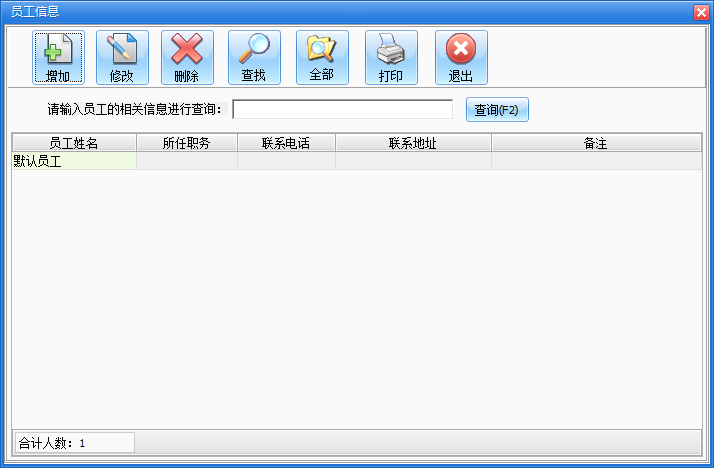 员工信息
增加 修改 删除 查找 全部 打印 退出
请输入员工的相关信息进行查询： 查询(F2)
员工姓名 所任职务 联系电话 联系地址 备注
默认员工
合计人数：1